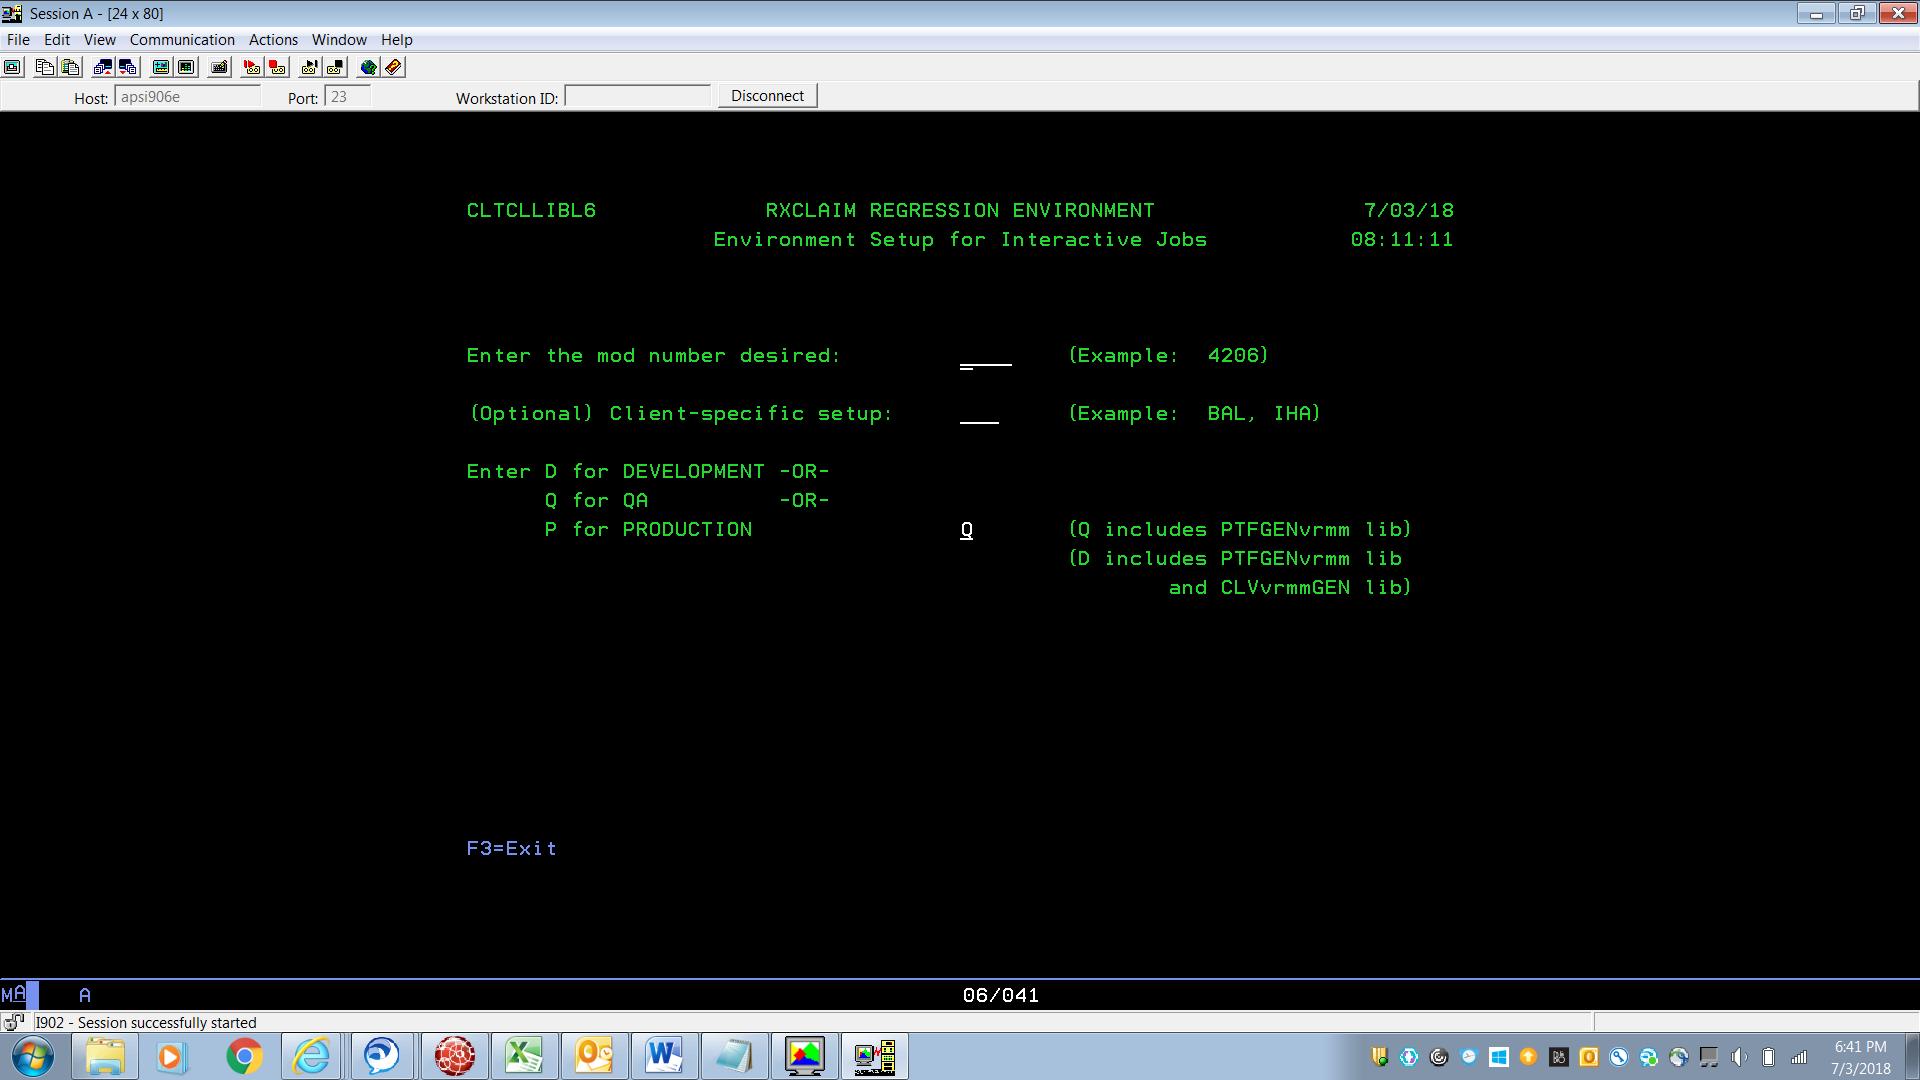 Session A - [24 x 80]
File Edit View Communication Actions Window Help
Host: apsi906e Port: 23 Workstation ID: Disconnect
CLTCLLIBL6 RXCLAIM REGRESSION ENVIRONMENT 7/03/18
Environment Setup for Interactive Jobs 08:11:11
Enter the mod number desired: (Example: 4206)
(Optional) Client-specific setup: (Example: BAL, IHA)
Enter D for DEVELOPMENT -OR-
Q for QA -OR-
P for PRODUCTION Q (Q includes PTFGENvrmm lib)
(D includes PTFGENvrmm lib
and CLVvrmmGEN lib)
F3=Exit
MA A 06/041
I902 - Session successfully started
6:41 PM
7/3/2018